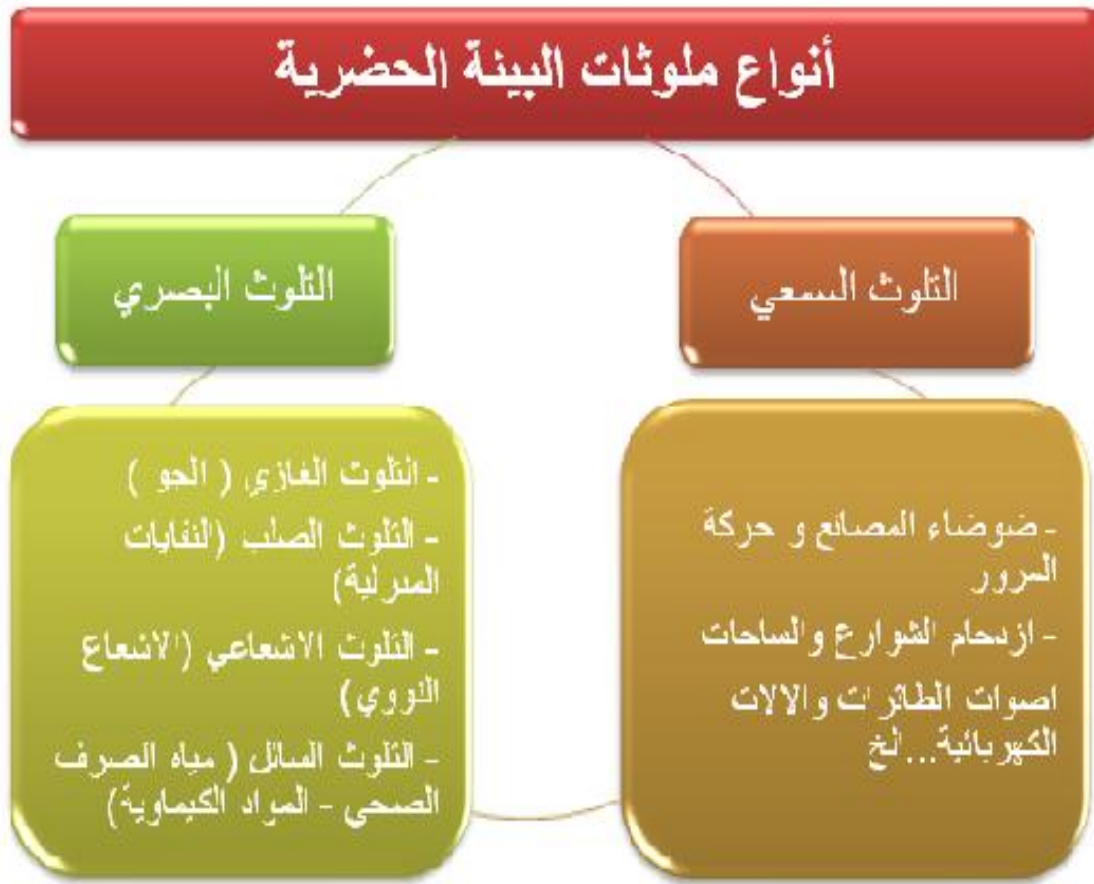 أنواع ملوثات البيئة الحضرية
التلوث السمعي
التلوث البصري
- ضوضاء المصانع و حركة
المرور
- ازدحام الشوارع والساحات
اصوات الطائرات والالات
الكهربائية...الخ
- التلوث الغازي ( الجو )
- التلوث الصلب (النفايات
المنزلية)
- التلوث الاشعاعي (الاشعاع
النووي)
- التلوث السائل ( مياه الصرف
الصحي - المواد الكيماوية)